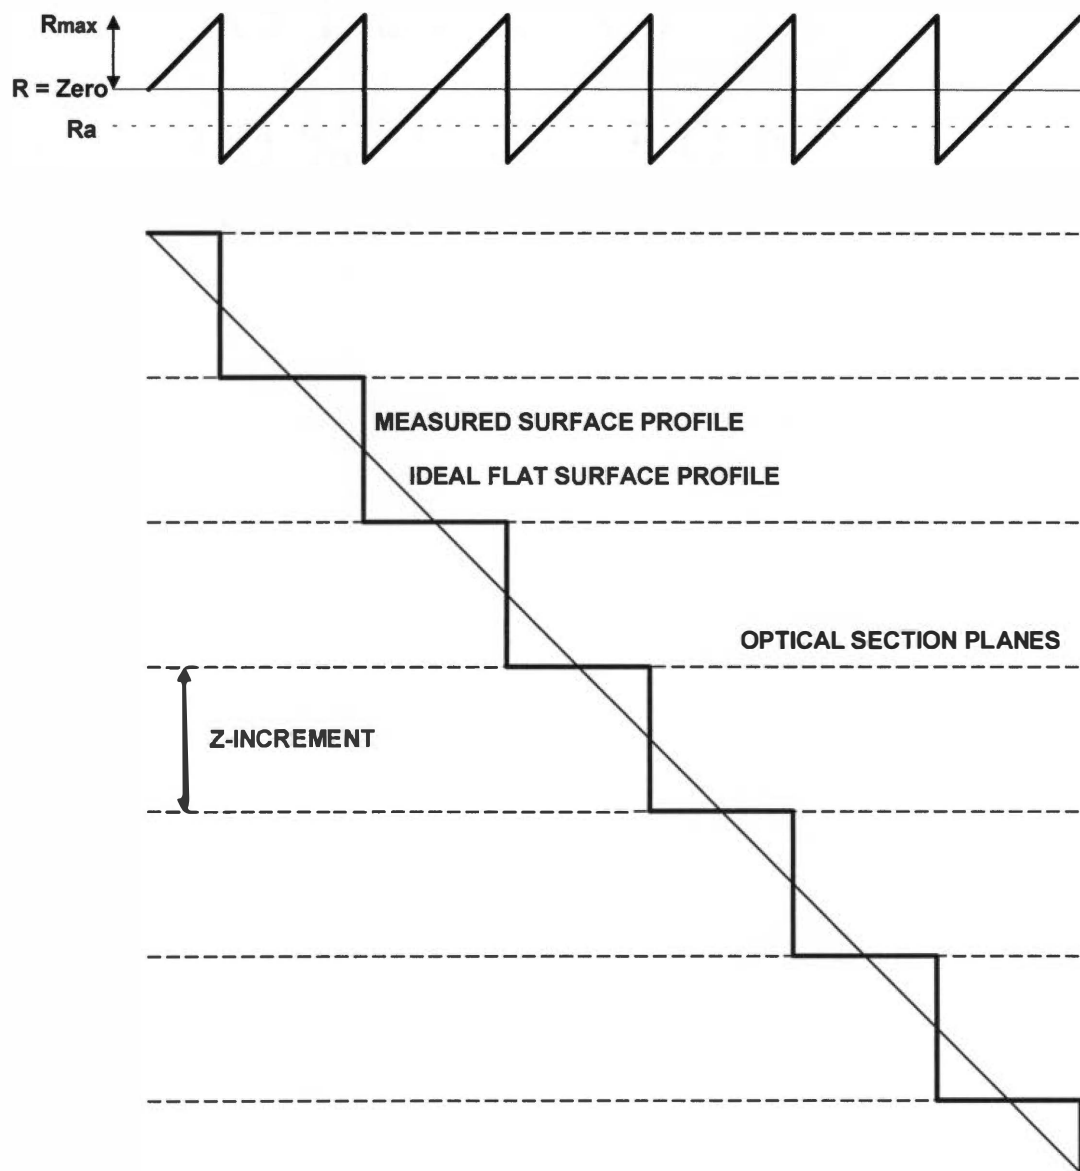 Rmax
R = Zero
Ra
MEASURED SURFACE PROFILE
IDEAL FLAT SURFACE PROFILE
OPTICAL SECTION PLANES
Z-INCREMENT